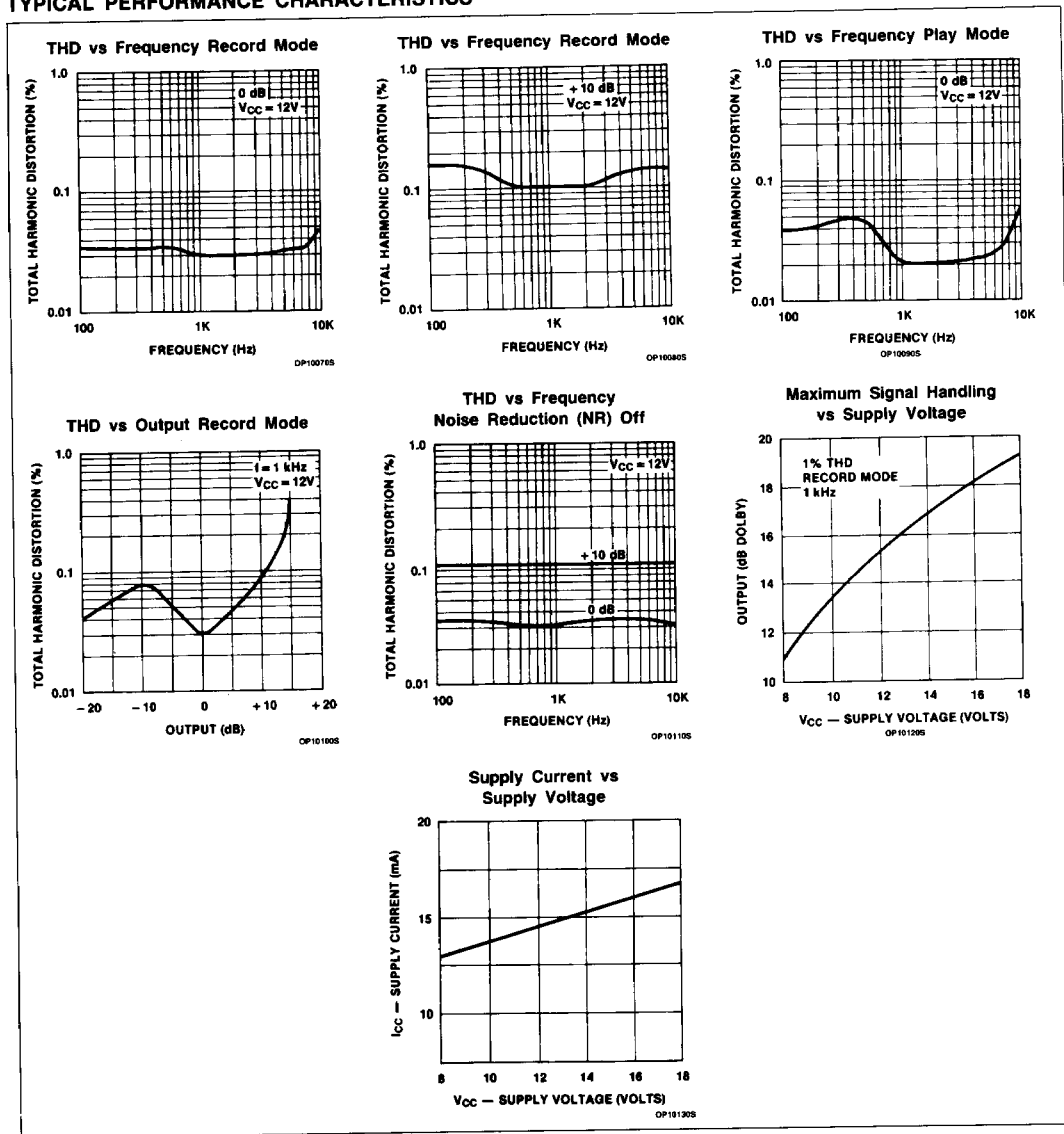 TYPICAL PERFORMANCE CHARACTERISTICS
THD vs Frequency Record Mode
TOTAL HARMONIC DISTORTION (%)
1.0
0.1
0.01
0 dB
VCC = 12V
100
1K
10K
FREQUENCY (Hz)
OP10070S
THD vs Frequency Record Mode
TOTAL HARMONIC DISTORTION (%)
1.0
0.1
0.01
+ 10 dB
VCC = 12V
100
1K
10K
FREQUENCY (Hz)
OP10080S
THD vs Frequency Play Mode
TOTAL HARMONIC DISTORTION (%)
1.0
0.1
0.01
0 dB
VCC = 12V
100
1K
10K
FREQUENCY (Hz)
OP10090S
THD vs Output Record Mode
TOTAL HARMONIC DISTORTION (%)
1.0
0.1
0.01
f = 1 kHz
VCC = 12V
– 20
– 10
0
+ 10
+ 20
OUTPUT (dB)
OP10100S
THD vs Frequency
Noise Reduction (NR) Off
TOTAL HARMONIC DISTORTION (%)
1.0
0.1
0.01
VCC = 12V
+ 10 dB
0 dB
100
1K
10K
FREQUENCY (Hz)
OP10110S
Maximum Signal Handling
vs Supply Voltage
OUTPUT (dB DOLBY)
20
18
16
14
12
10
1% THD
RECORD MODE
1 kHz
8
10
12
14
16
18
VCC — SUPPLY VOLTAGE (VOLTS)
OP10120S
Supply Current vs
Supply Voltage
ICC — SUPPLY CURRENT (mA)
20
15
10
8
10
12
14
16
18
VCC — SUPPLY VOLTAGE (VOLTS)
OP10130S